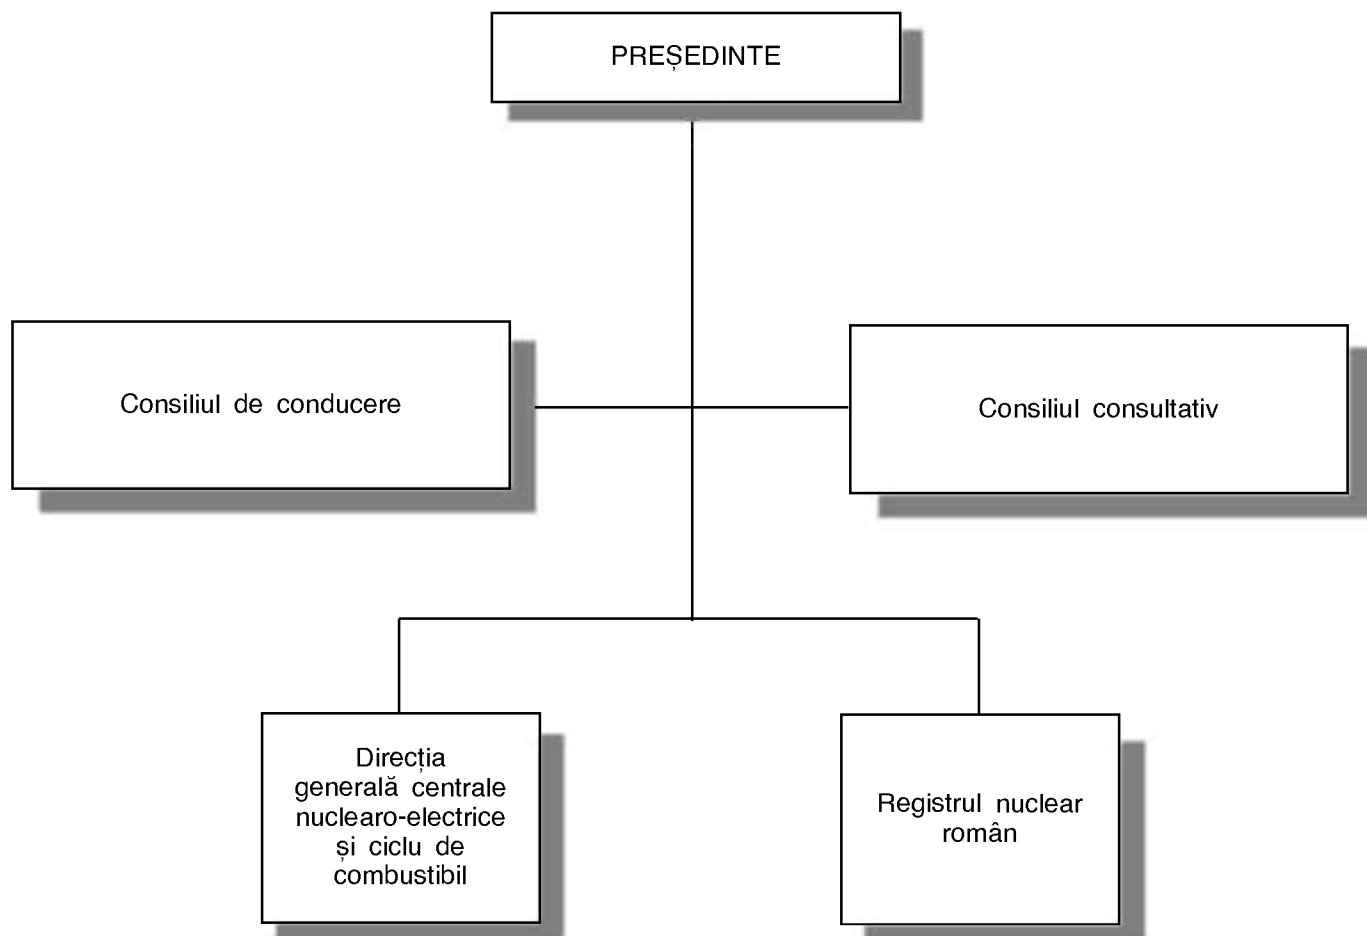 PREȘEDINTE
Consiliul de conducere
Consiliul consultativ
Direcția
generală centrale
nuclearo-electrice
și ciclu de
combustibil
Registrul nuclear
român